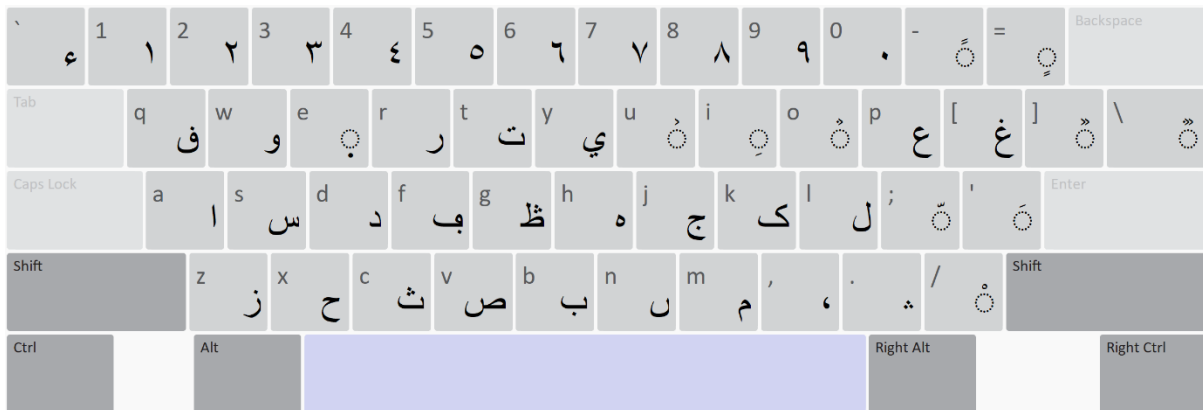 ` ء 1 ١ 2 ٢ 3 ٣ 4 ٤ 5 ٥ 6 ٦ 7 ٧ 8 ٨ 9 ٩ 0 ٠ - ◌ً = ◌ٍ Backspace
Tab q ف w و e ◌ٜ r ر t ت y ي u i ◌ِ o p ع [ غ ] \
Caps Lock a ا s س d د f ڢ g ڟ h ه j ج k ک l ل ; ◌ّ ' ◌َ Enter
Shift z ز x ح c ث v ص b ب n ں m م , ، . / ◌ْ Shift
Ctrl Alt Right Alt Right Ctrl